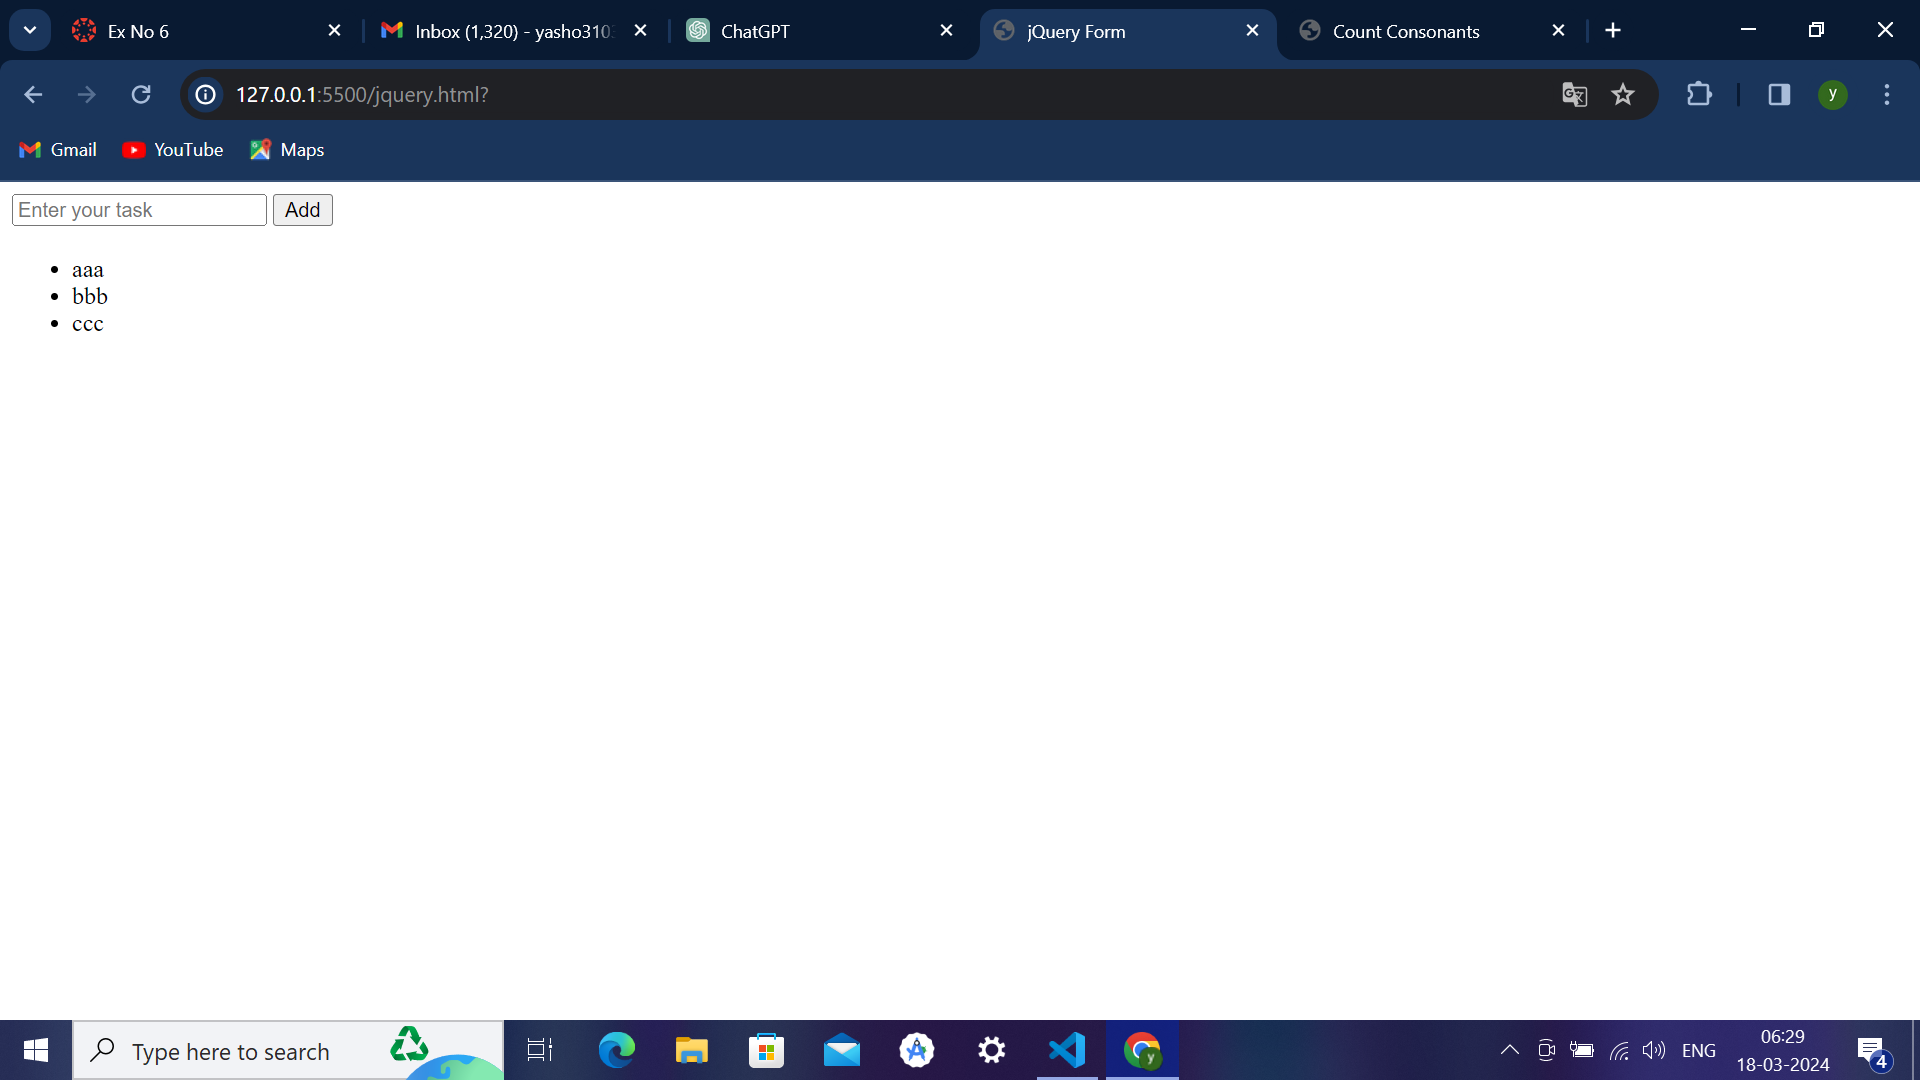 Ex No 6
Inbox (1,320) - yasho310
ChatGPT
jQuery Form
Count Consonants
127.0.0.1:5500/jquery.html?
y
Gmail
YouTube
Maps
Enter your task
Add
aaa
bbb
ccc
Type here to search
y
ENG
06:29
18-03-2024
4